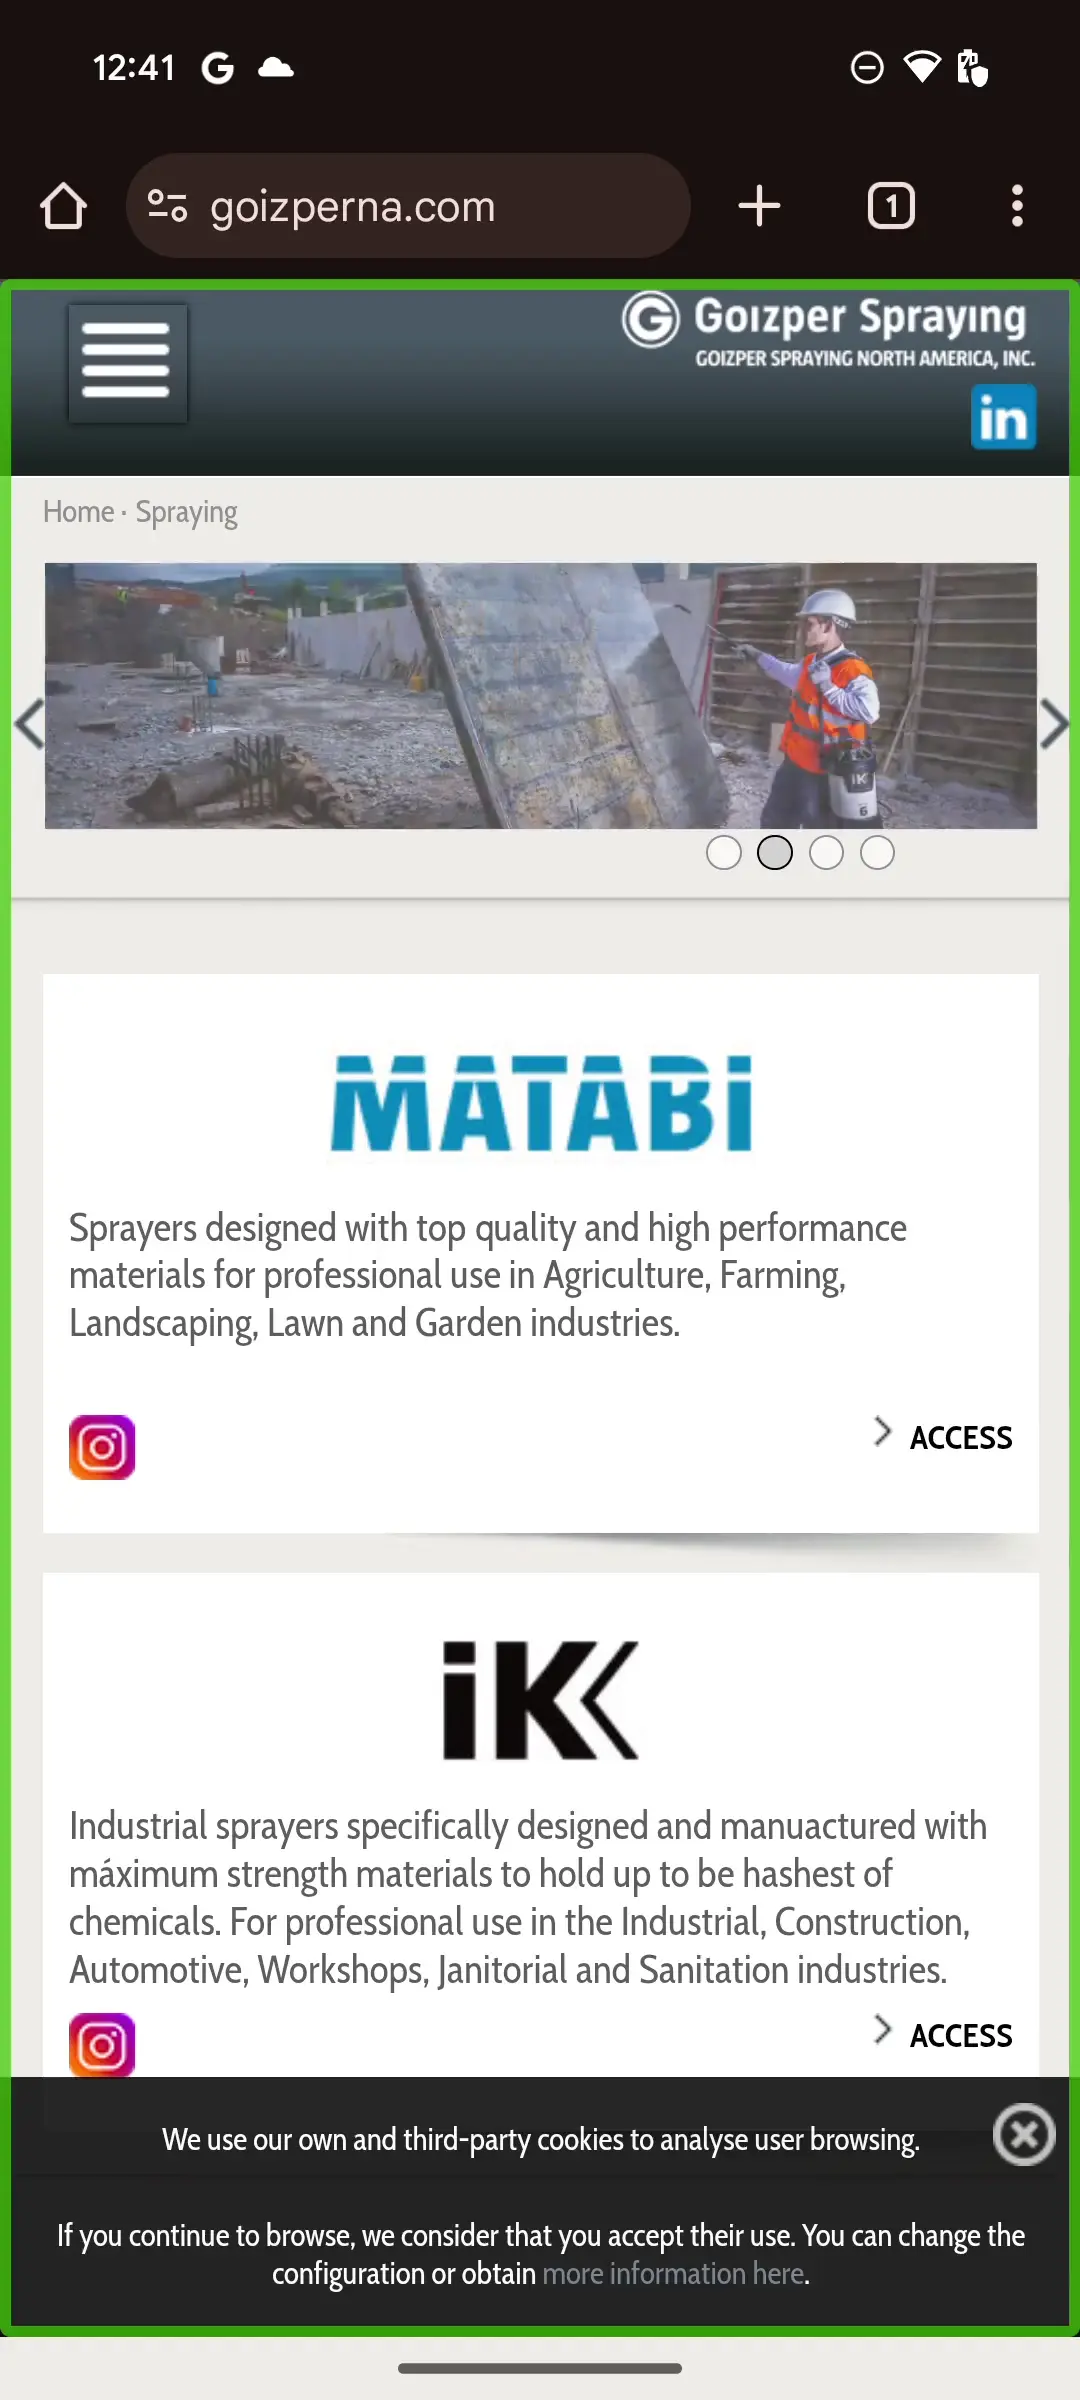 12:41
goizperna.com
1
Goizper Spraying
GOIZPER SPRAYING NORTH AMERICA, INC.
in
Home · Spraying
iK
6
MATABI
Sprayers designed with top quality and high performance
materials for professional use in Agriculture, Farming,
Landscaping, Lawn and Garden industries.
ACCESS
iK
Industrial sprayers specifically designed and manuactured with
máximum strength materials to hold up to be hashest of
chemicals. For professional use in the Industrial, Construction,
Automotive, Workshops, Janitorial and Sanitation industries.
ACCESS
We use our own and third-party cookies to analyse user browsing.
If you continue to browse, we consider that you accept their use. You can change the
configuration or obtain more information here.